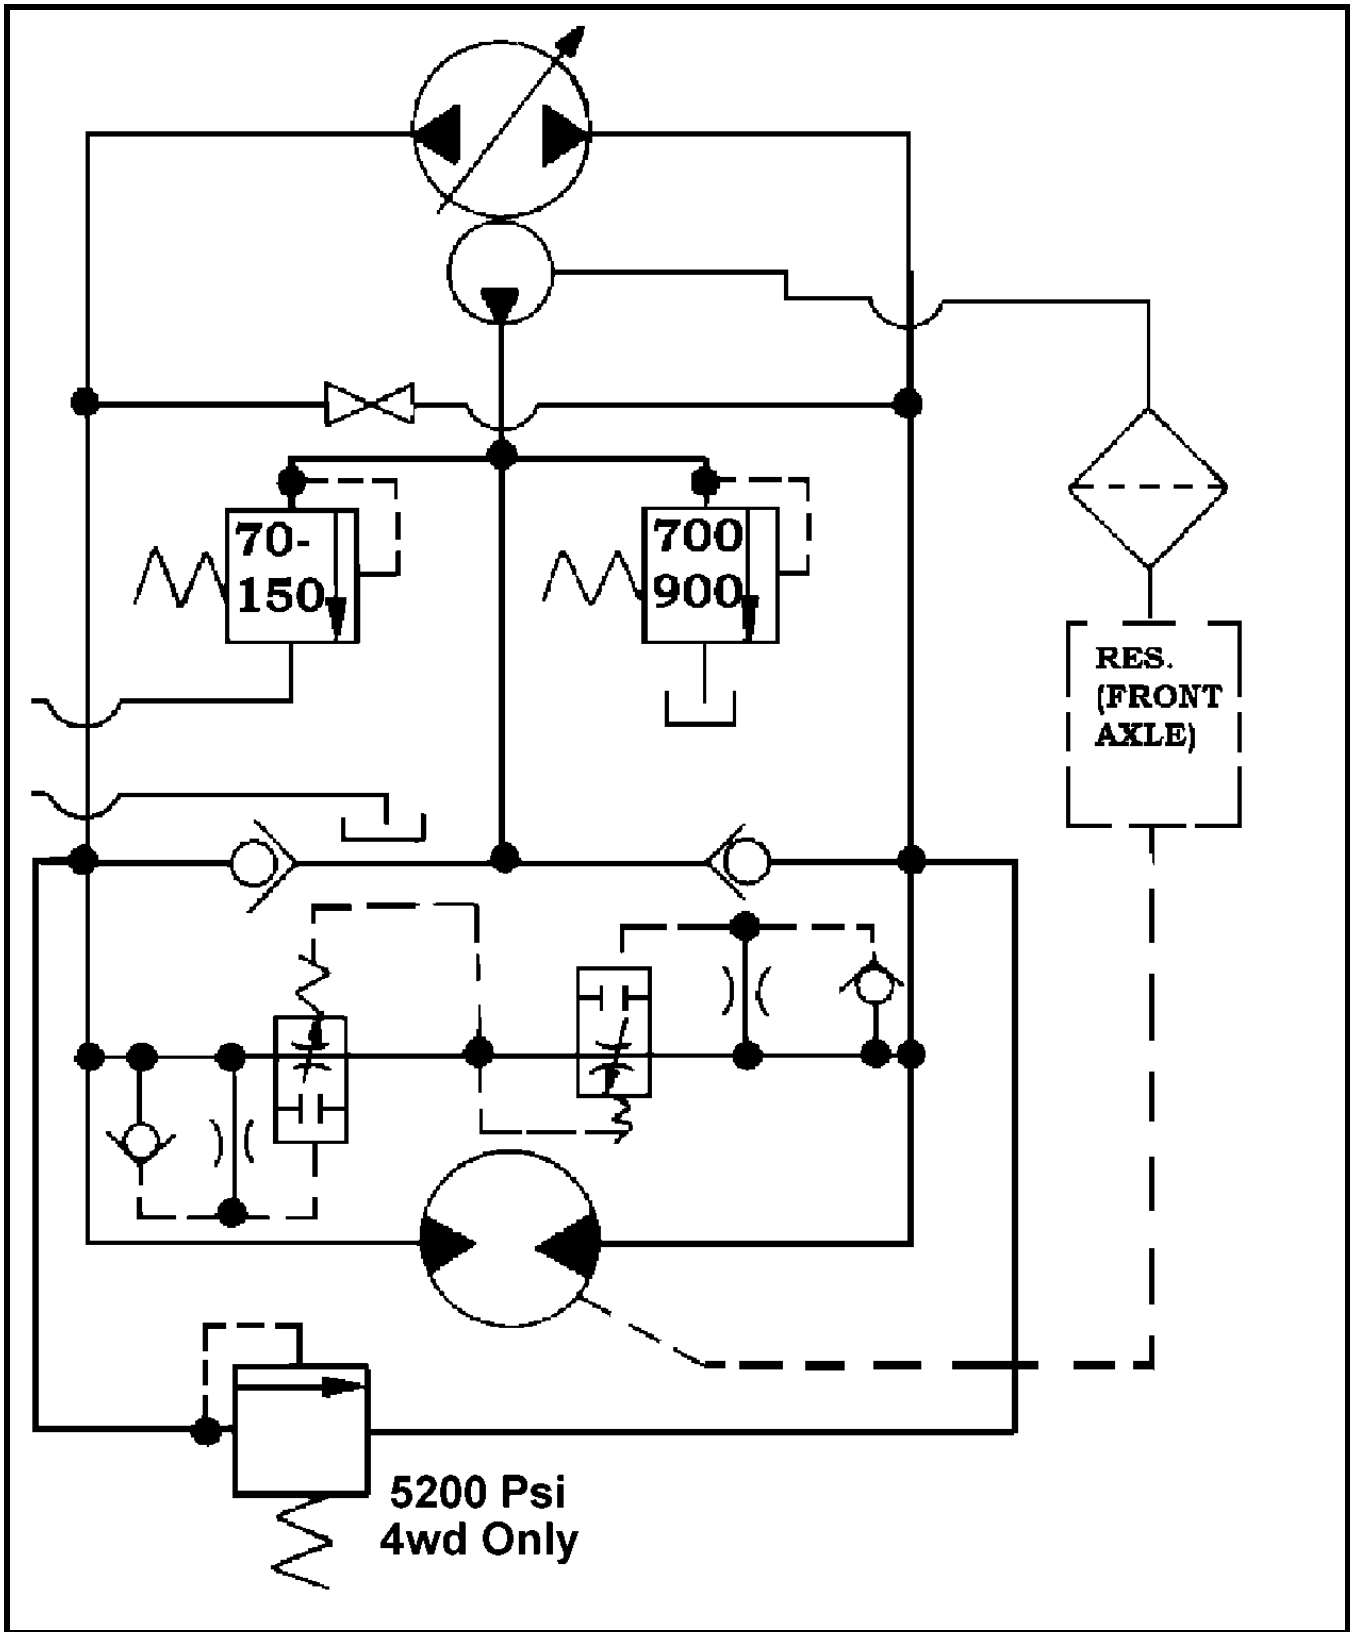 70-
150
700
900
RES.
(FRONT
AXLE)
5200 Psi
4wd Only